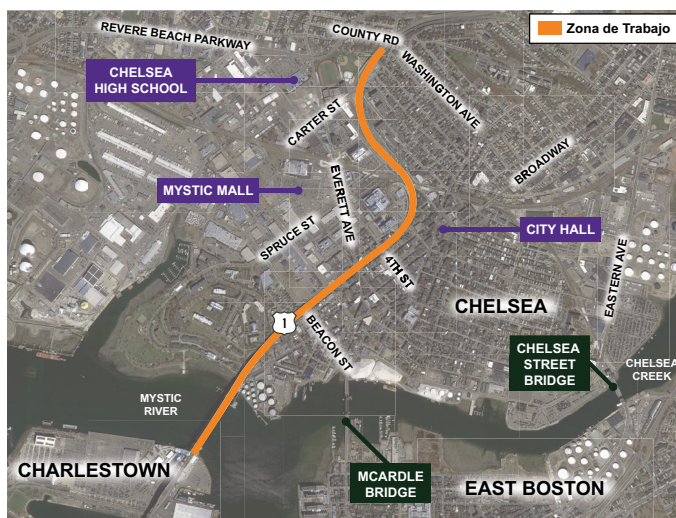 REVERE BEACH PARKWAY
COUNTY RD
Zona de Trabajo
WASHINGTON AVE
CHELSEA
HIGH SCHOOL
CARTER ST
BROADWAY
MYSTIC MALL
EVERETT AVE
CITY HALL
SPRUCE ST
4TH ST
EASTERN AVE
CHELSEA
1
BEACON ST
CHELSEA
STREET
BRIDGE
CHELSEA
CREEK
MYSTIC
RIVER
CHARLESTOWN
MCARDLE
BRIDGE
EAST BOSTON